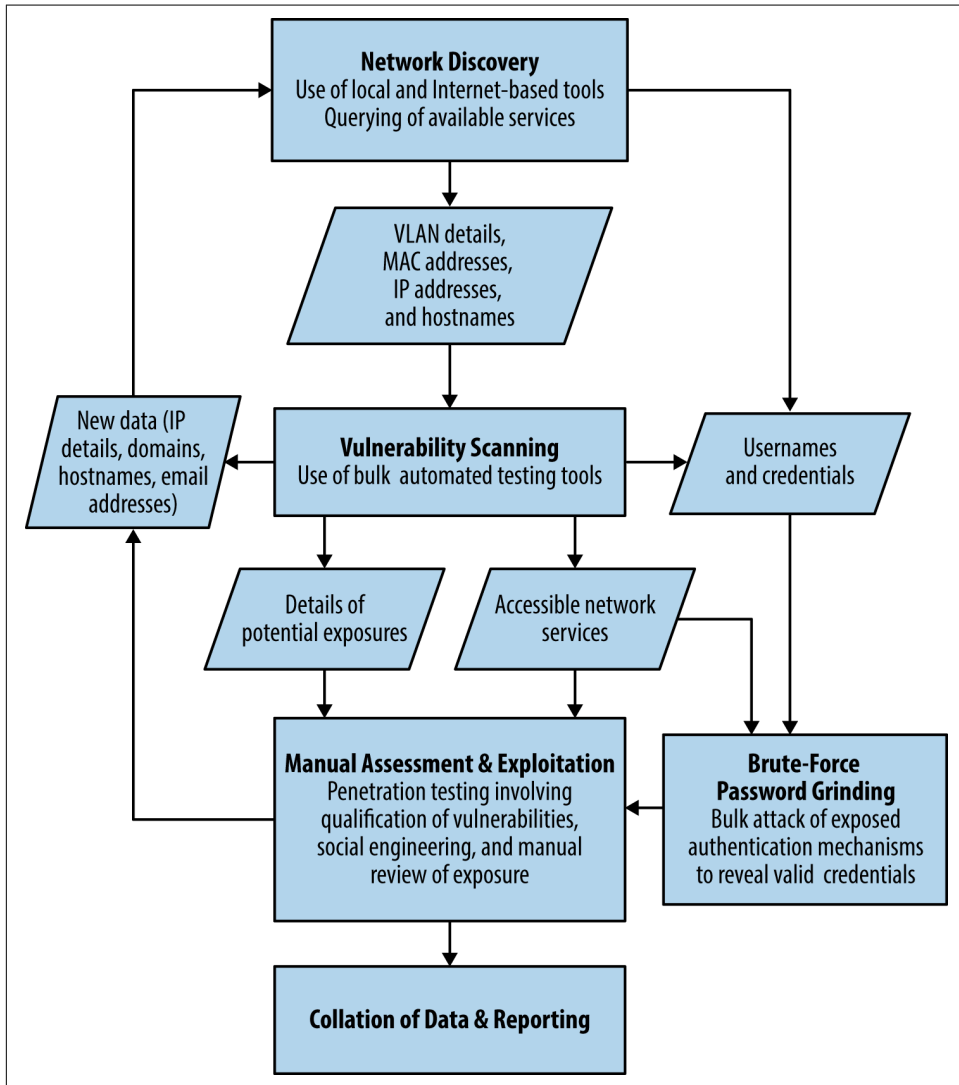 Network Discovery
Use of local and Internet-based tools
Querying of available services
VLAN details,
MAC addresses,
IP addresses,
and hostnames
New data (IP
details, domains,
hostnames, email
addresses)
Vulnerability Scanning
Use of bulk automated testing tools
Usernames
and credentials
Details of
potential exposures
Accessible network
services
Manual Assessment & Exploitation
Penetration testing involving
qualification of vulnerabilities,
social engineering, and manual
review of exposure
Brute-Force
Password Grinding
Bulk attack of exposed
authentication mechanisms
to reveal valid credentials
Collation of Data & Reporting